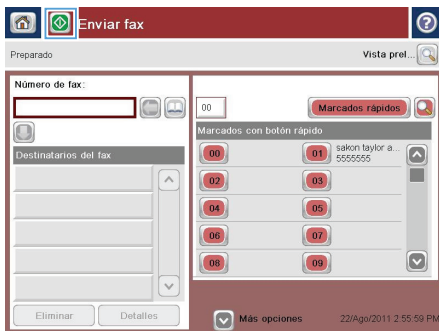 Enviar fax
Preparado
Vista prel...
Número de fax:
00
Marcados rápidos
Marcados con botón rápido
Destinatarios del fax
00
01 sakon taylor a...
5555555
02
03
04
05
06
07
08
09
Eliminar
Detalles
Más opciones
22/Ago/2011 2:55:59 PM